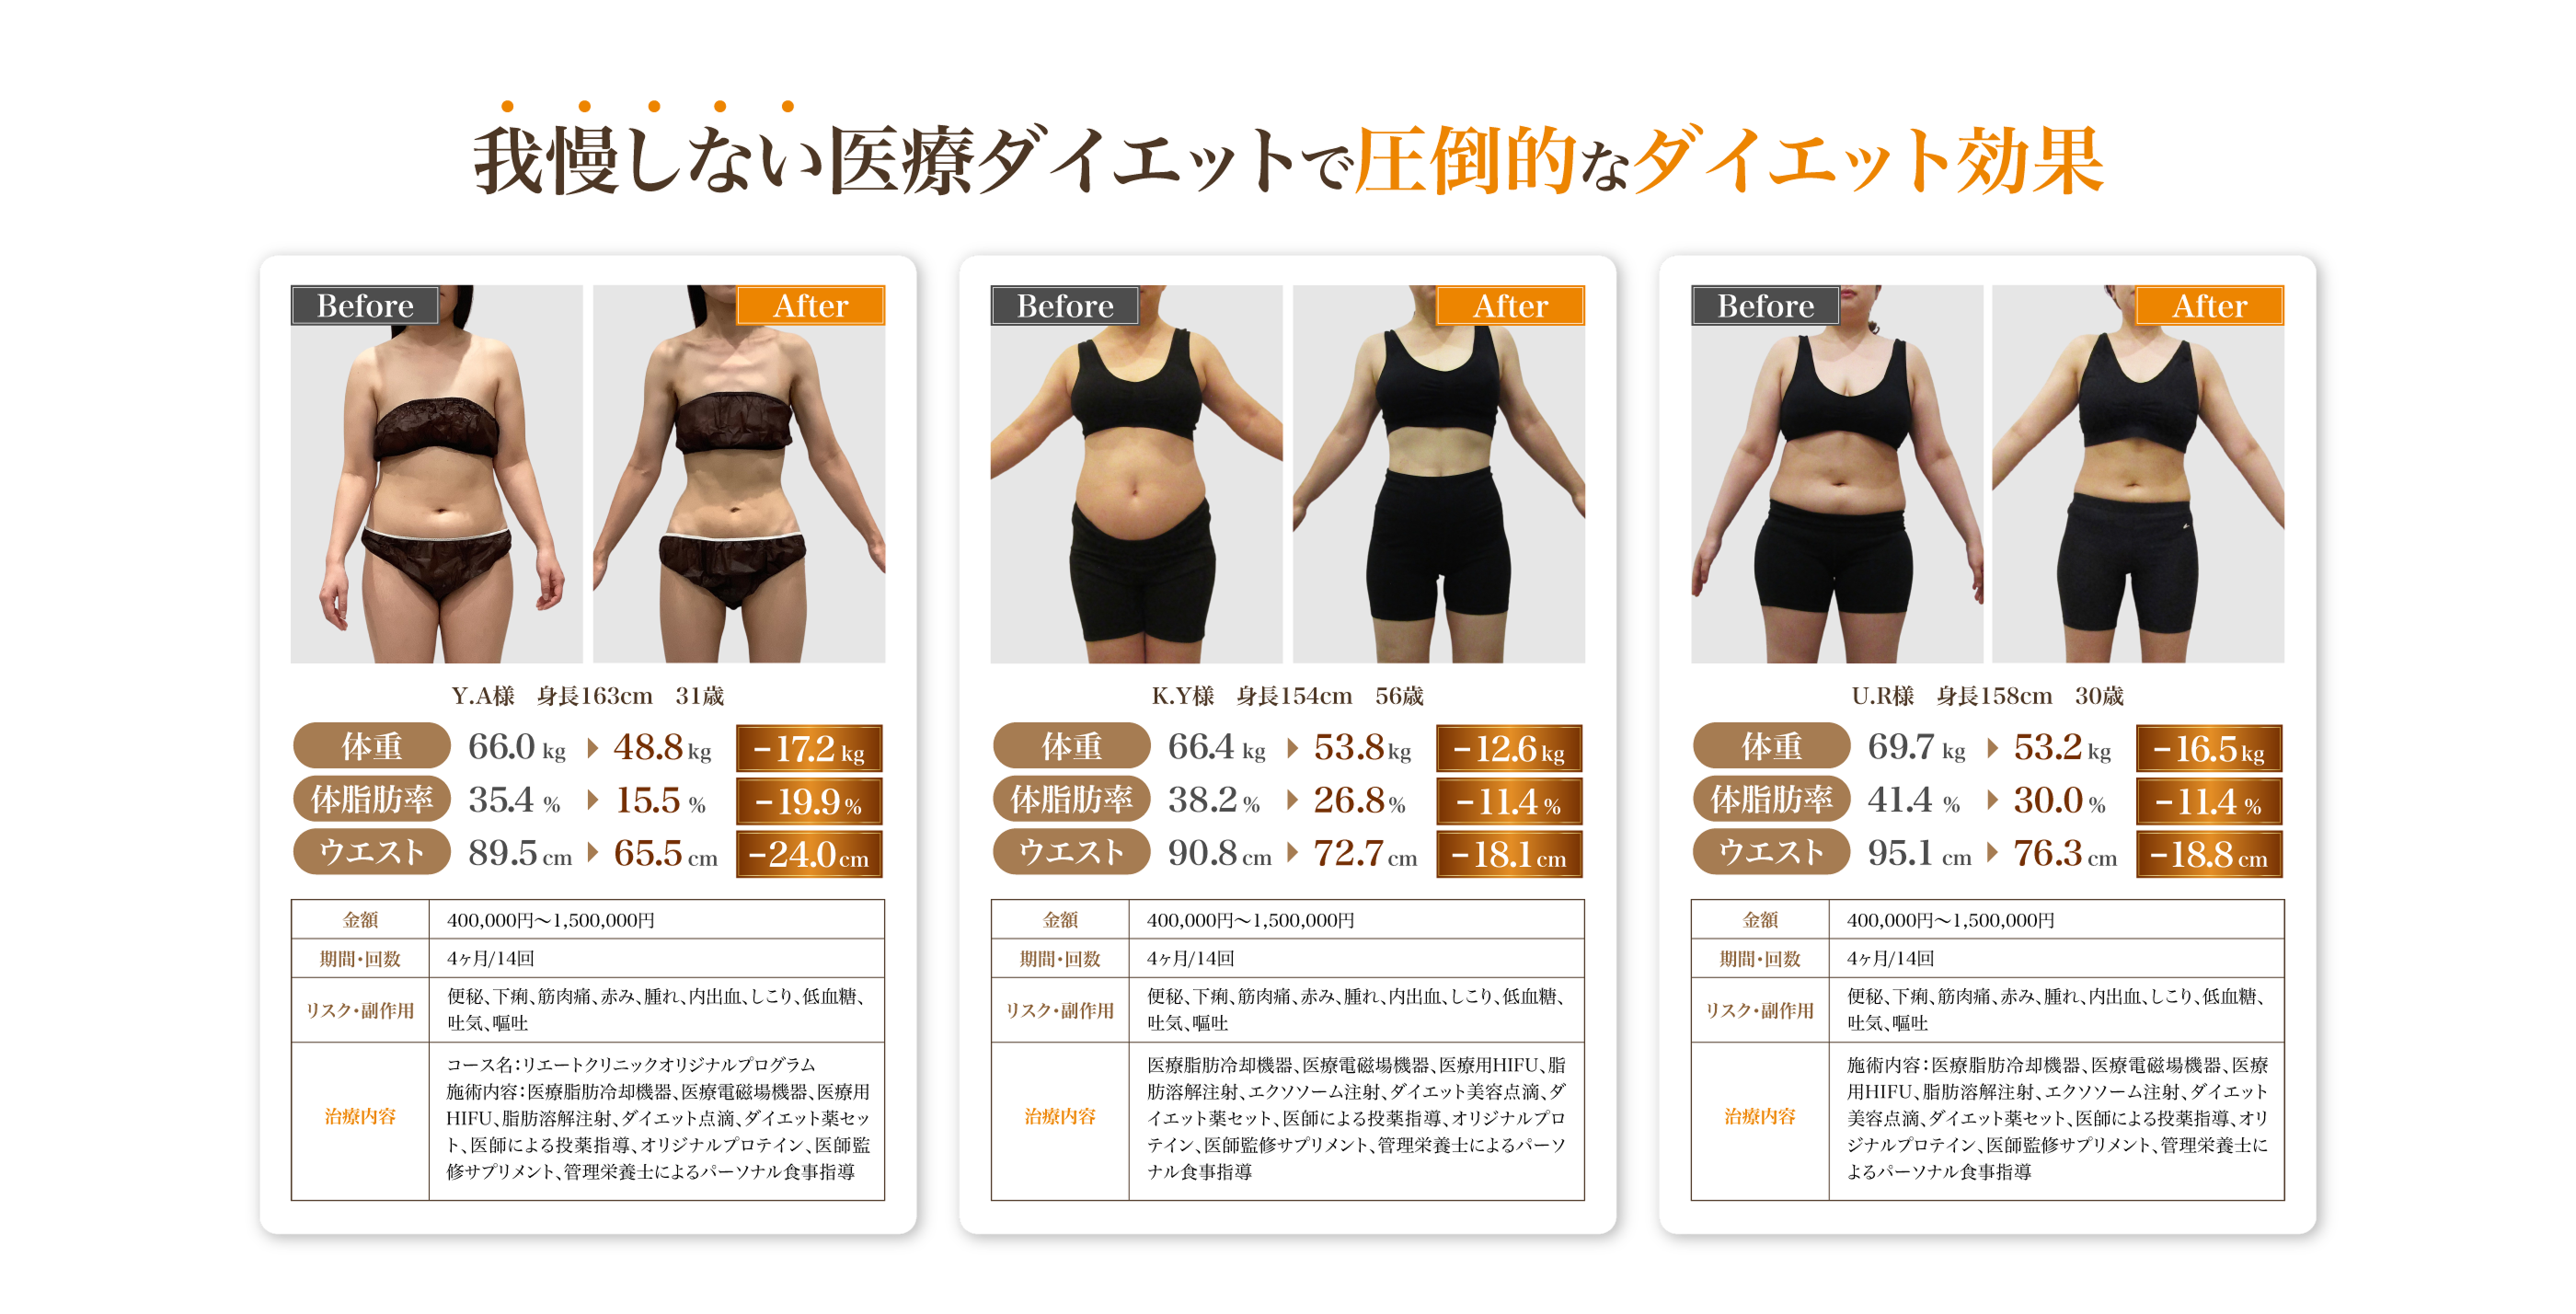 我慢しない医療ダイエットで圧倒的なダイエット効果
Before
After
Y.A様 身長163cm 31歳
体重 66.0 kg 48.8 kg −17.2 kg
体脂肪率 35.4 % 15.5 % −19.9 %
ウエスト 89.5 cm 65.5 cm −24.0 cm
金額 400,000円〜1,500,000円
期間・回数 4ヶ月/14回
リスク・副作用 便秘、下痢、筋肉痛、赤み、腫れ、内出血、しこり、低血糖、
吐気、嘔吐
治療内容
コース名：リエートクリニックオリジナルプログラム
施術内容：医療脂肪冷却機器、医療電磁場機器、医療用
HIFU、脂肪溶解注射、ダイエット点滴、ダイエット薬セッ
ト、医師による投薬指導、オリジナルプロテイン、医師監
修サプリメント、管理栄養士によるパーソナル食事指導
Before
After
K.Y様 身長154cm 56歳
体重 66.4 kg 53.8 kg −12.6 kg
体脂肪率 38.2 % 26.8 % −11.4 %
ウエスト 90.8 cm 72.7 cm −18.1 cm
金額 400,000円〜1,500,000円
期間・回数 4ヶ月/14回
リスク・副作用 便秘、下痢、筋肉痛、赤み、腫れ、内出血、しこり、低血糖、
吐気、嘔吐
治療内容
医療脂肪冷却機器、医療電磁場機器、医療用HIFU、脂
肪溶解注射、エクソソーム注射、ダイエット美容点滴、ダ
イエット薬セット、医師による投薬指導、オリジナルプロ
テイン、医師監修サプリメント、管理栄養士によるパーソ
ナル食事指導
Before
After
U.R様 身長158cm 30歳
体重 69.7 kg 53.2 kg −16.5 kg
体脂肪率 41.4 % 30.0 % −11.4 %
ウエスト 95.1 cm 76.3 cm −18.8 cm
金額 400,000円〜1,500,000円
期間・回数 4ヶ月/14回
リスク・副作用 便秘、下痢、筋肉痛、赤み、腫れ、内出血、しこり、低血糖、
吐気、嘔吐
治療内容
施術内容：医療脂肪冷却機器、医療電磁場機器、医療
用HIFU、脂肪溶解注射、エクソソーム注射、ダイエット
美容点滴、ダイエット薬セット、医師による投薬指導、オリ
ジナルプロテイン、医師監修サプリメント、管理栄養士に
よるパーソナル食事指導